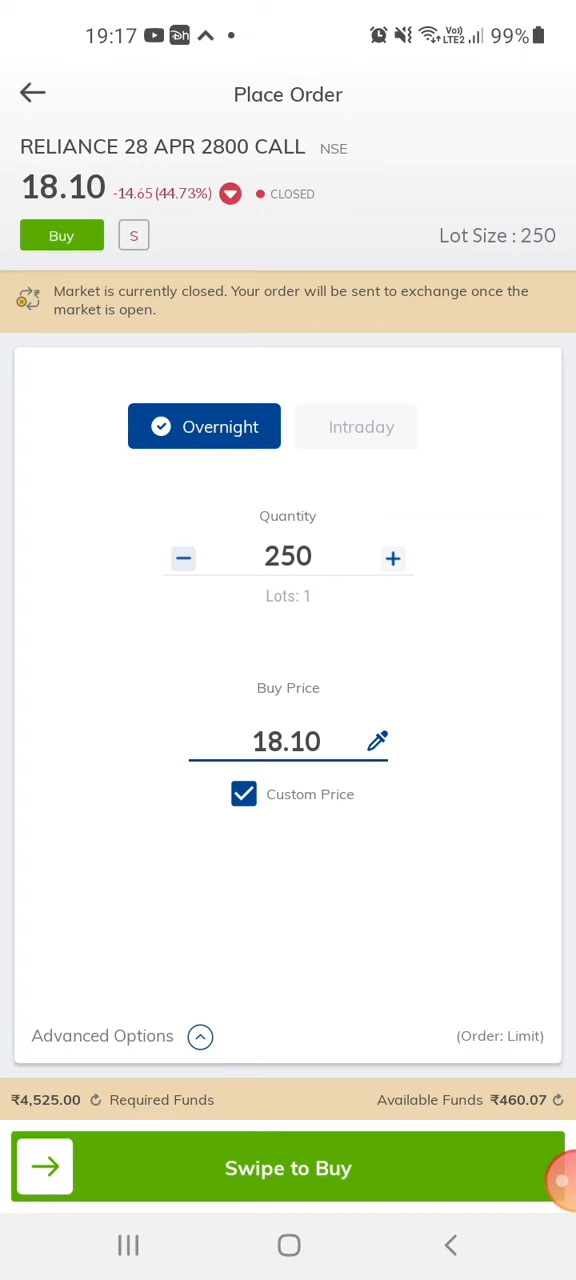 19:17 Dh Vo) LTE2 99%
Place Order
RELIANCE 28 APR 2800 CALL NSE
18.10 -14.65 (44.73%) CLOSED
Buy S Lot Size : 250
Market is currently closed. Your order will be sent to exchange once the
market is open.
Overnight Intraday
Quantity
− 250 +
Lots: 1
Buy Price
18.10
Custom Price
Advanced Options (Order: Limit)
₹4,525.00 Required Funds Available Funds ₹460.07
Swipe to Buy